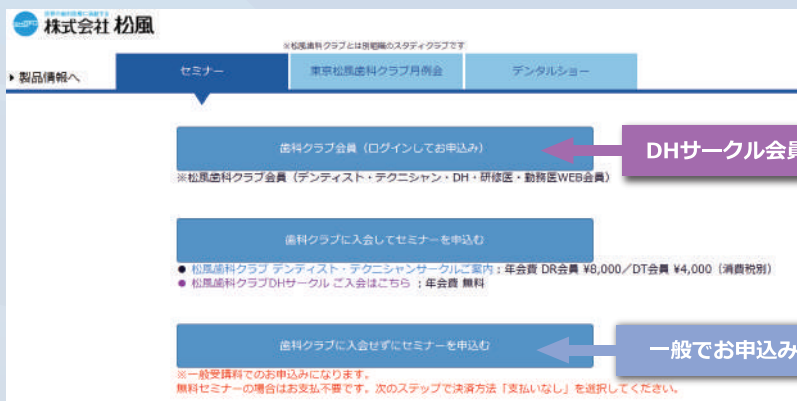 株式会社 松風
※松風歯科クラブとは別組織のスタディクラブです
▶ 製品情報へ
セミナー
東京松風歯科クラブ月例会
デンタルショー
歯科クラブ会員（ログインしてお申込み）
DHサークル会員
※松風歯科クラブ会員（デンティスト・テクニシャン・DH・研修医・勤務医WEB会員）
歯科クラブに入会してセミナーを申込む
● 松風歯科クラブ デンティスト・テクニシャンサークルご案内：年会費 DR会員 ¥8,000／DT会員 ¥4,000（消費税別）
● 松風歯科クラブDHサークル ご入会はこちら ：年会費 無料
歯科クラブに入会せずにセミナーを申込む
一般でお申込み
※一般受講料でのお申込みになります。
無料セミナーの場合はお支払不要です。次のステップで決済方法「支払いなし」を選択してください。